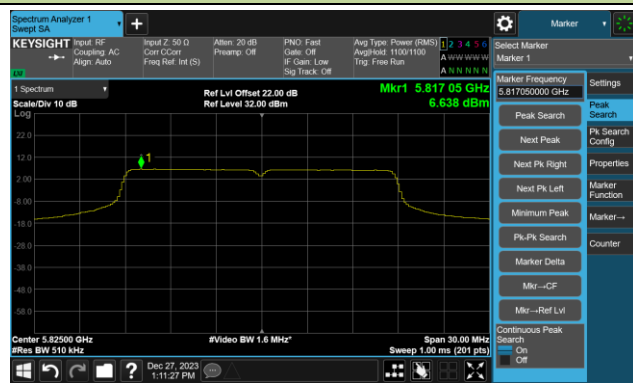 Spectrum Analyzer 1
Swept SA
Marker
KEYSIGHT
Input: RF
Coupling: AC
Align: Auto
Input Z: 50 Ω
Corr CCorr
Freq Ref: Int (S)
Atten: 20 dB
Preamp: Off
PNO: Fast
Gate: Off
IF Gain: Low
Sig Track: Off
Avg Type: Power (RMS)
Avg|Hold: 1100/1100
Trig: Free Run
1 2 3 4 5 6
A W W W W W
A N N N N N
LXI
1 Spectrum
Scale/Div 10 dB
Log
Ref Lvl Offset 22.00 dB
Ref Level 32.00 dBm
Mkr1 5.817 05 GHz
6.638 dBm
22.0
12.0
2.00
-8.00
-18.0
-28.0
-38.0
-48.0
-58.0
1
Center 5.82500 GHz
#Res BW 510 kHz
#Video BW 1.6 MHz*
Span 30.00 MHz
Sweep 1.00 ms (201 pts)
Dec 27, 2023
1:11:27 PM
Select Marker
Marker 1
Marker Frequency
5.817050000 GHz
Peak Search
Next Peak
Next Pk Right
Next Pk Left
Minimum Peak
Pk-Pk Search
Marker Delta
Mkr→CF
Mkr→Ref Lvl
Continuous Peak
Search
On
Off
Settings
Peak
Search
Pk Search
Config
Properties
Marker
Function
Marker→
Counter